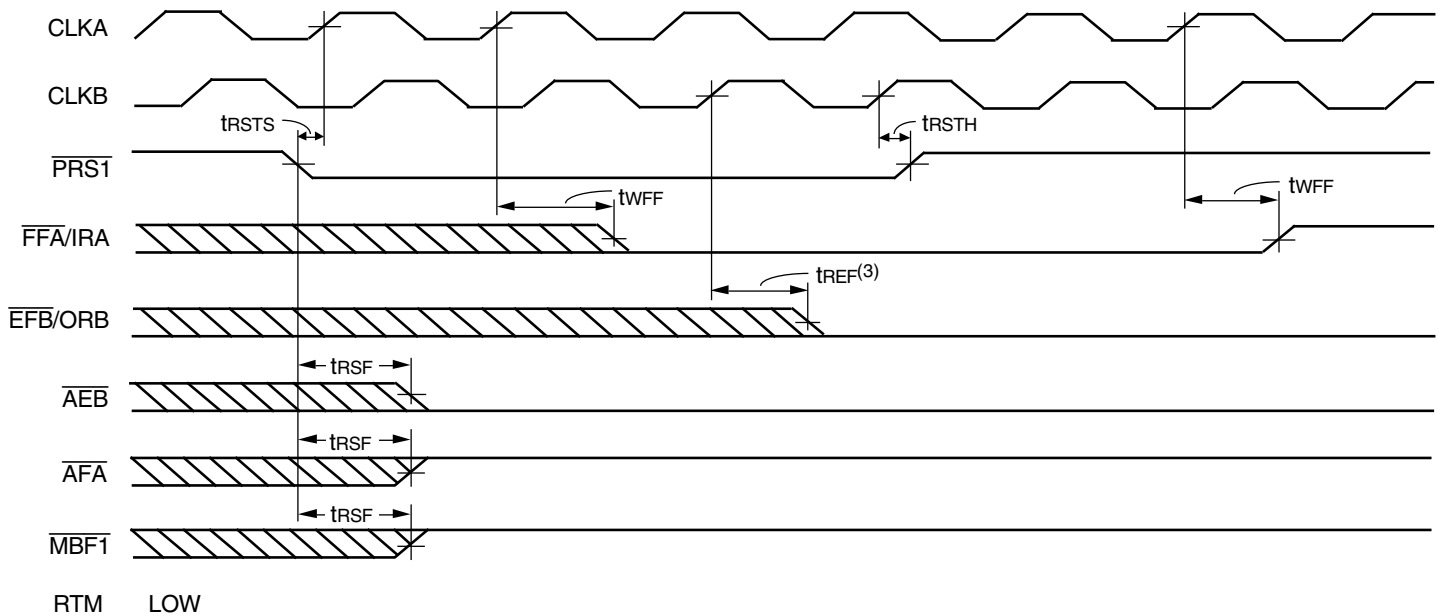 CLKA
CLKB
tRSTS
tRSTH
PRS1
tWFF
tWFF
FFA/IRA
tREF(3)
EFB/ORB
tRSF
AEB
tRSF
AFA
tRSF
MBF1
RTM LOW